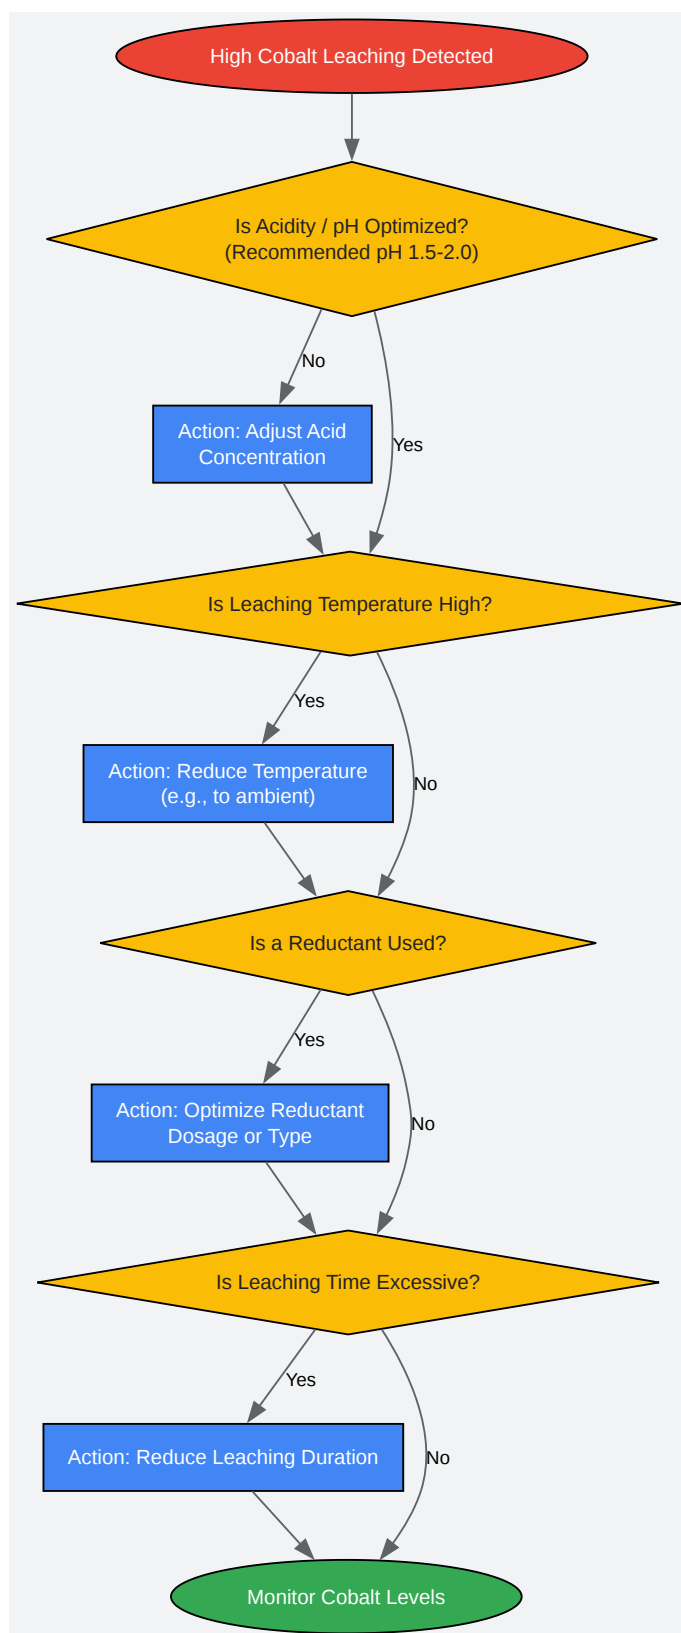 High Cobalt Leaching Detected
Is Acidity / pH Optimized?
(Recommended pH 1.5-2.0)
No
Action: Adjust Acid
Concentration
Yes
Is Leaching Temperature High?
Yes
Action: Reduce Temperature
(e.g., to ambient)
No
Is a Reductant Used?
Yes
Action: Optimize Reductant
Dosage or Type
No
Is Leaching Time Excessive?
Yes
Action: Reduce Leaching Duration
No
Monitor Cobalt Levels